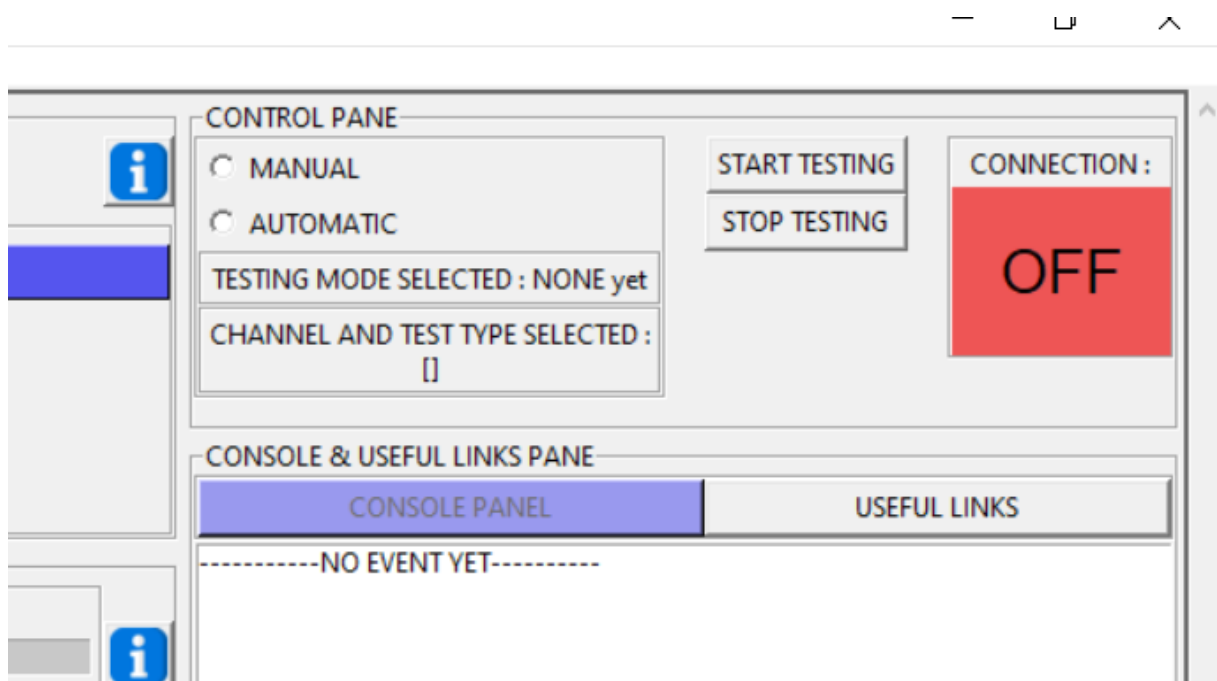 CONTROL PANE
MANUAL
AUTOMATIC
TESTING MODE SELECTED : NONE yet
CHANNEL AND TEST TYPE SELECTED :
[]
START TESTING
STOP TESTING
CONNECTION :
OFF
CONSOLE & USEFUL LINKS PANE
CONSOLE PANEL
USEFUL LINKS
-----------NO EVENT YET----------